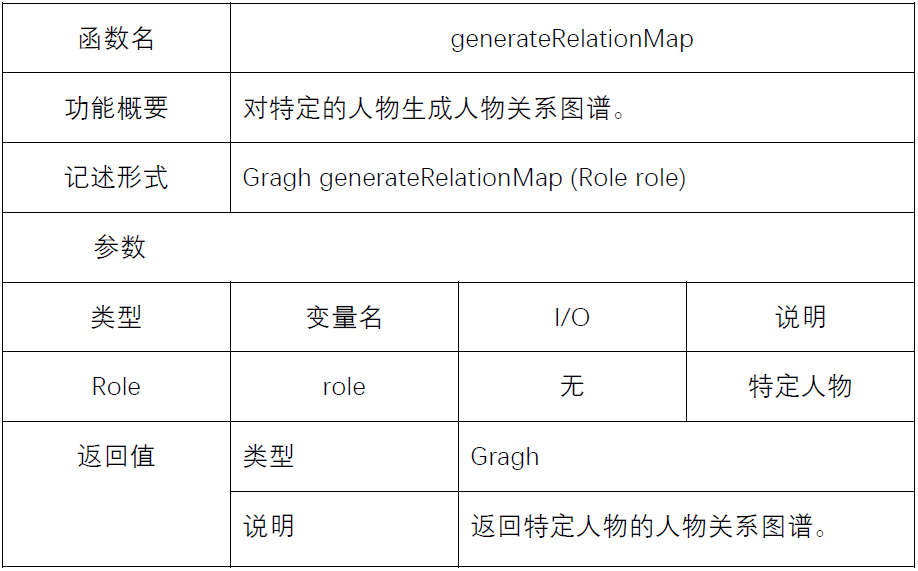 函数名 generateRelationMap
功能概要 对特定的人物生成人物关系图谱。
记述形式 Gragh generateRelationMap (Role role)
参数
类型 变量名 I/O 说明
Role role 无 特定人物
返回值 类型 Gragh
说明 返回特定人物的人物关系图谱。